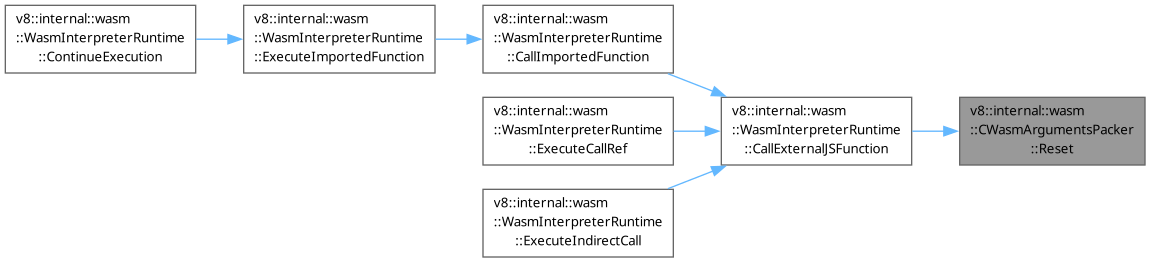 v8::internal::wasm
::WasmInterpreterRuntime
::ContinueExecution
v8::internal::wasm
::WasmInterpreterRuntime
::ExecuteImportedFunction
v8::internal::wasm
::WasmInterpreterRuntime
::CallImportedFunction
v8::internal::wasm
::WasmInterpreterRuntime
::ExecuteCallRef
v8::internal::wasm
::WasmInterpreterRuntime
::ExecuteIndirectCall
v8::internal::wasm
::WasmInterpreterRuntime
::CallExternalJSFunction
v8::internal::wasm
::CWasmArgumentsPacker
::Reset